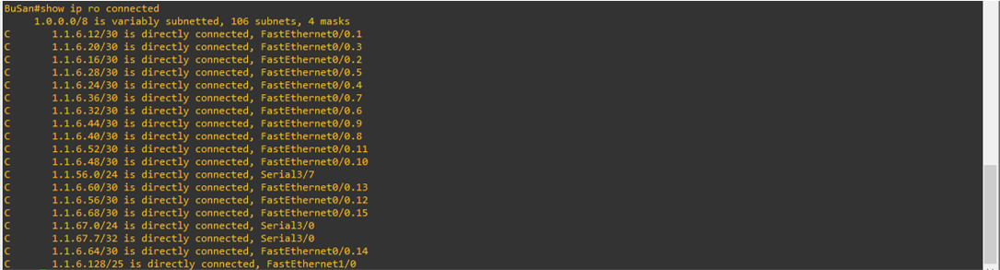 BuSan#show ip ro connected
     1.0.0.0/8 is variably subnetted, 106 subnets, 4 masks
C       1.1.6.12/30 is directly connected, FastEthernet0/0.1
C       1.1.6.20/30 is directly connected, FastEthernet0/0.3
C       1.1.6.16/30 is directly connected, FastEthernet0/0.2
C       1.1.6.28/30 is directly connected, FastEthernet0/0.5
C       1.1.6.24/30 is directly connected, FastEthernet0/0.4
C       1.1.6.36/30 is directly connected, FastEthernet0/0.7
C       1.1.6.32/30 is directly connected, FastEthernet0/0.6
C       1.1.6.44/30 is directly connected, FastEthernet0/0.9
C       1.1.6.40/30 is directly connected, FastEthernet0/0.8
C       1.1.6.52/30 is directly connected, FastEthernet0/0.11
C       1.1.6.48/30 is directly connected, FastEthernet0/0.10
C       1.1.56.0/24 is directly connected, Serial3/7
C       1.1.6.60/30 is directly connected, FastEthernet0/0.13
C       1.1.6.56/30 is directly connected, FastEthernet0/0.12
C       1.1.6.68/30 is directly connected, FastEthernet0/0.15
C       1.1.67.0/24 is directly connected, Serial3/0
C       1.1.67.7/32 is directly connected, Serial3/0
C       1.1.6.64/30 is directly connected, FastEthernet0/0.14
C       1.1.6.128/25 is directly connected, FastEthernet1/0